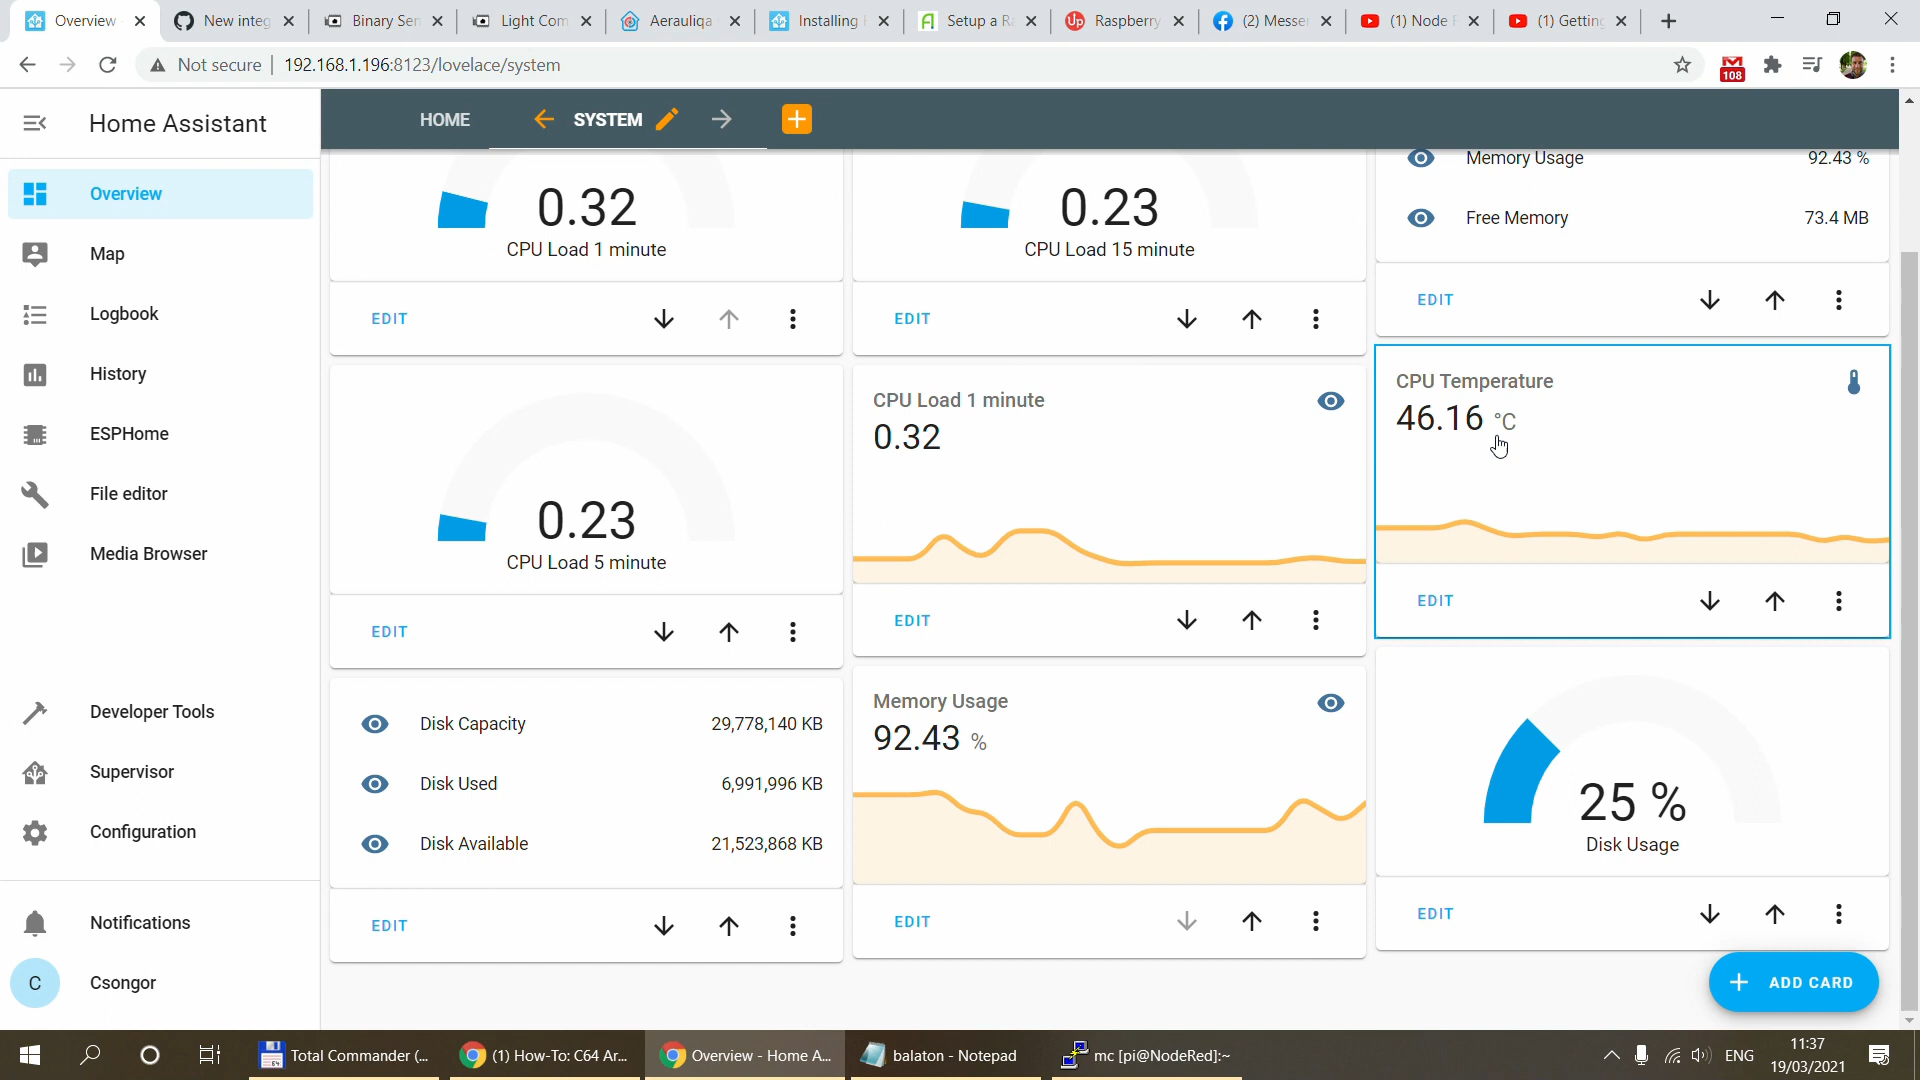 Overview
New integ
Binary Sen
Light Com
Aerauliqa
Installing
Setup a Ra
Raspberry
(2) Messer
(1) Node
(1) Getting
Not secure
192.168.1.196:8123/lovelace/system
108
Home Assistant
Overview
Map
Logbook
History
ESPHome
File editor
Media Browser
Developer Tools
Supervisor
Configuration
Notifications
C
Csongor
HOME
SYSTEM
0.32
CPU Load 1 minute
EDIT
0.23
CPU Load 5 minute
EDIT
Disk Capacity 29,778,140 KB
Disk Used 6,991,996 KB
Disk Available 21,523,868 KB
EDIT
0.23
CPU Load 15 minute
EDIT
CPU Load 1 minute
0.32
EDIT
Memory Usage
92.43 %
EDIT
Memory Usage 92.43 %
Free Memory 73.4 MB
EDIT
CPU Temperature
46.16 °C
EDIT
25 %
Disk Usage
EDIT
ADD CARD
Total Commander (...
(1) How-To: C64 Ar...
Overview - Home A...
balaton - Notepad
mc [pi@NodeRed]:~
ENG
11:37
19/03/2021